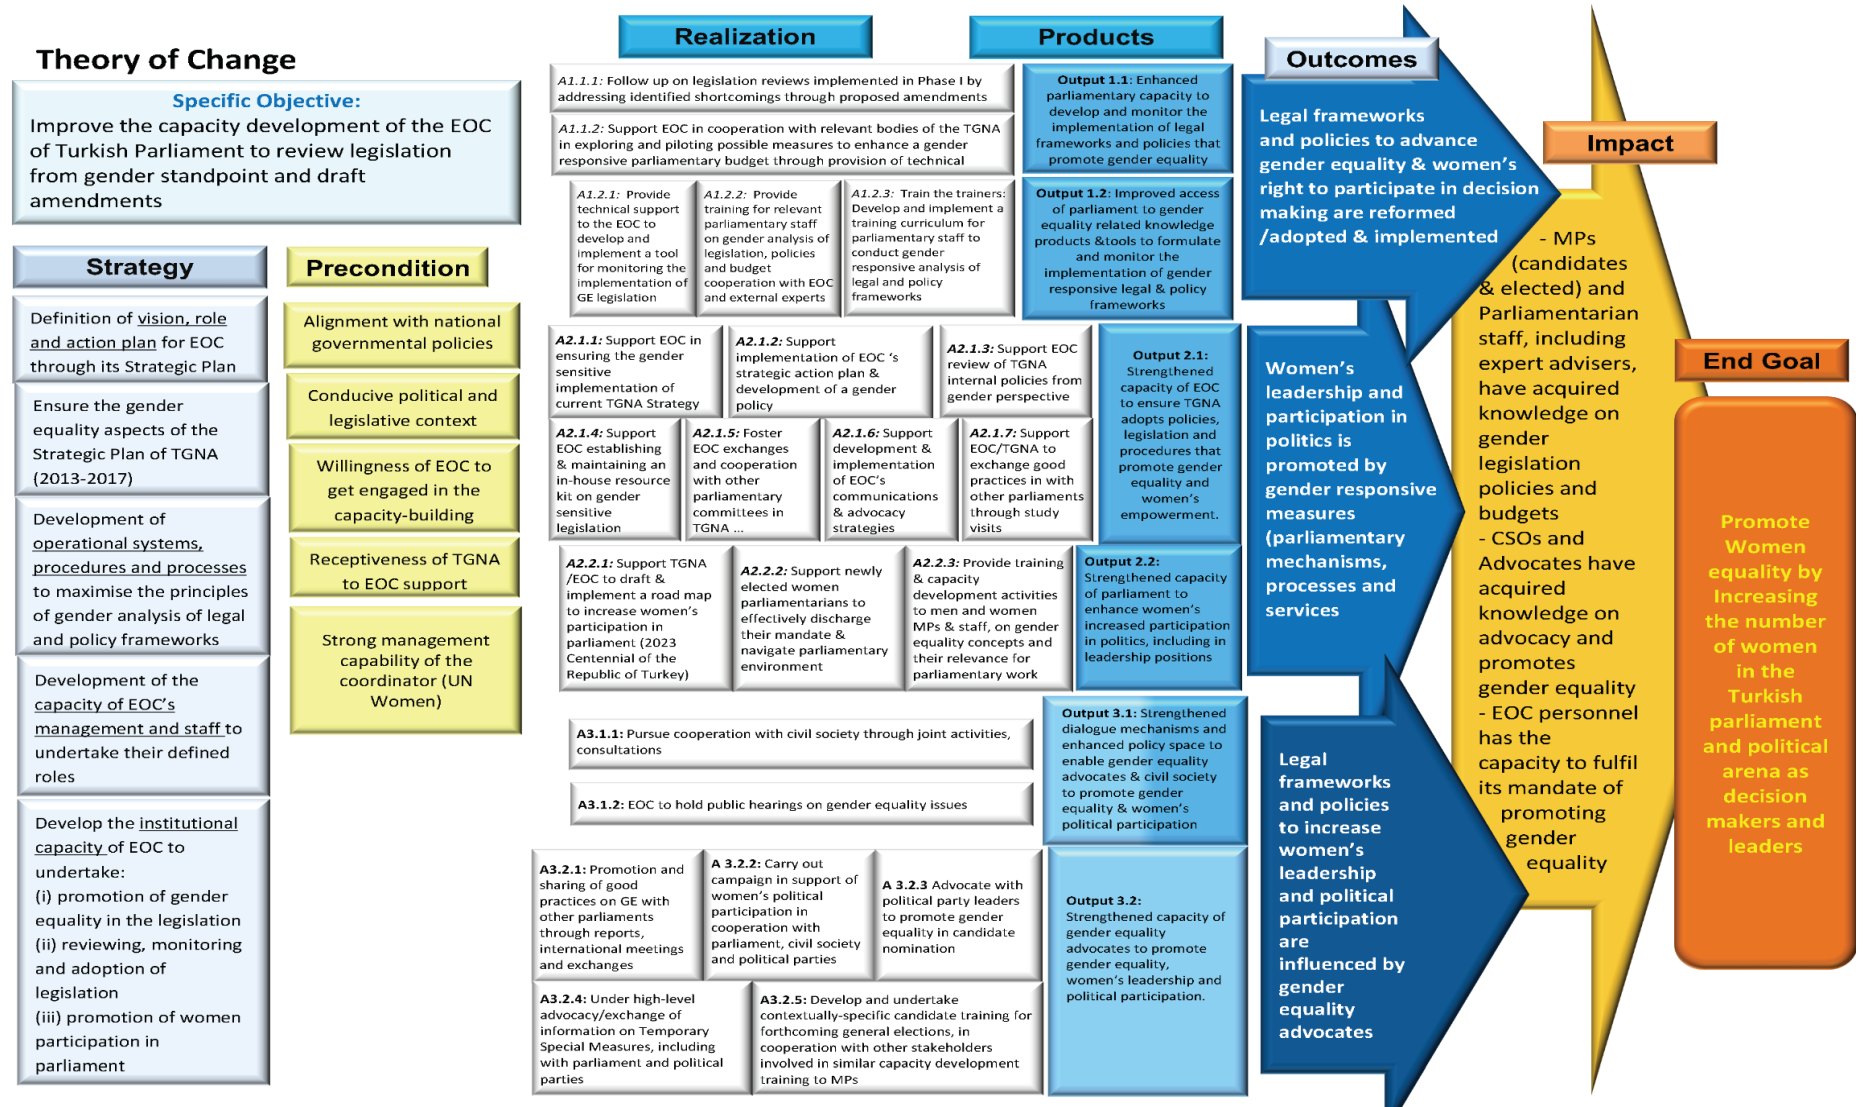 Theory of Change
Specific Objective:
Improve the capacity development of the EOC
of Turkish Parliament to review legislation
from gender standpoint and draft
amendments
Strategy
Definition of vision, role
and action plan for EOC
through its Strategic Plan
Ensure the gender
equality aspects of the
Strategic Plan of TGNA
(2013-2017)
Development of
operational systems,
procedures and processes
to maximise the principles
of gender analysis of legal
and policy frameworks
Development of the
capacity of EOC's
management and staff to
undertake their defined
roles
Develop the institutional
capacity of EOC to
undertake:
(i) promotion of gender
equality in the legislation
(ii) reviewing, monitoring
and adoption of
legislation
(iii) promotion of women
participation in
parliament
Precondition
Alignment with national
governmental policies
Conducive political and
legislative context
Willingness of EOC to
get engaged in the
capacity-building
Receptiveness of TGNA
to EOC support
Strong management
capability of the
coordinator (UN
Women)
Realization
A1.1.1: Follow up on legislation reviews implemented in Phase I by
addressing identified shortcomings through proposed amendments
A1.1.2: Support EOC in cooperation with relevant bodies of the TGNA
in exploring and piloting possible measures to enhance a gender
responsive parliamentary budget through provision of technical
A1.2.1: Provide
technical support
to the EOC to
develop and
implement a tool
for monitoring the
implementation of
GE legislation
A1.2.2: Provide
training for relevant
parliamentary staff
on gender analysis of
legislation, policies
and budget
cooperation with EOC
and external experts
A1.2.3: Train the trainers:
Develop and implement a
training curriculum for
parliamentary staff to
conduct gender
responsive analysis of
legal and policy
frameworks
A2.1.1: Support EOC in
ensuring the gender
sensitive
implementation of
current TGNA Strategy
A2.1.2: Support
implementation of EOC 's
strategic action plan &
development of a gender
policy
A2.1.3: Support EOC
review of TGNA
internal policies from
gender perspective
A2.1.4: Support
EOC establishing
& maintaining an
in-house resource
kit on gender
sensitive
legislation
A2.1.5: Foster
EOC exchanges
and cooperation
with other
parliamentary
committees in
TGNA ...
A2.1.6: Support
development &
implementation
of EOC's
communications
& advocacy
strategies
A2.1.7: Support
EOC/TGNA to
exchange good
practices in with
other parliaments
through study
visits
A2.2.1: Support TGNA
/EOC to draft &
implement a road map
to increase women's
participation in
parliament (2023
Centennial of the
Republic of Turkey)
A2.2.2: Support newly
elected women
parliamentarians to
effectively discharge
their mandate &
navigate parliamentary
environment
A2.2.3: Provide training
& capacity
development activities
to men and women
MPs & staff, on gender
equality concepts and
their relevance for
parliamentary work
A3.1.1: Pursue cooperation with civil society through joint activities,
consultations
A3.1.2: EOC to hold public hearings on gender equality issues
A3.2.1: Promotion and
sharing of good
practices on GE with
other parliaments
through reports,
international meetings
and exchanges
A 3.2.2: Carry out
campaign in support of
women's political
participation in
cooperation with
parliament, civil society
and political parties
A 3.2.3 Advocate with
political party leaders
to promote gender
equality in candidate
nomination
A3.2.4: Under high-level
advocacy/exchange of
information on Temporary
Special Measures, including
with parliament and political
parties
A3.2.5: Develop and undertake
contextually-specific candidate training for
forthcoming general elections, in
cooperation with other stakeholders
involved in similar capacity development
training to MPs
Products
Output 1.1: Enhanced
parliamentary capacity to
develop and monitor the
implementation of legal
frameworks and policies that
promote gender equality
Output 1.2: Improved access
of parliament to gender
equality related knowledge
products &tools to formulate
and monitor the
implementation of gender
responsive legal & policy
frameworks
Output 2.1:
Strengthened
capacity of EOC
to ensure TGNA
adopts policies,
legislation and
procedures that
promote gender
equality and
women's
empowerment.
Output 2.2:
Strengthened capacity
of parliament to
enhance women's
increased participation
in politics, including in
leadership positions
Output 3.1: Strengthened
dialogue mechanisms and
enhanced policy space to
enable gender equality
advocates & civil society
to promote gender
equality & women's
political participation
Output 3.2:
Strengthened capacity of
gender equality
advocates to promote
gender equality,
women's leadership and
political participation.
Outcomes
Legal frameworks
and policies to advance
gender equality & women's
right to participate in decision
making are reformed
/adopted & implemented
Women's
leadership and
participation in
politics is
promoted by
gender responsive
measures
(parliamentary
mechanisms,
processes and
services
Legal
frameworks
and policies
to increase
women's
leadership
and political
participation
are
influenced by
gender
equality
advocates
Impact
- MPs
(candidates
& elected) and
Parliamentarian
staff, including
expert advisers,
have acquired
knowledge on
gender
legislation
policies and
budgets
- CSOs and
Advocates have
acquired
knowledge on
advocacy and
promotes
gender equality
- EOC personnel
has the
capacity to fulfil
its mandate of
promoting
gender
equality
End Goal
Promote
Women
equality by
Increasing
the number
of women
in the
Turkish
parliament
and political
arena as
decision
makers and
leaders